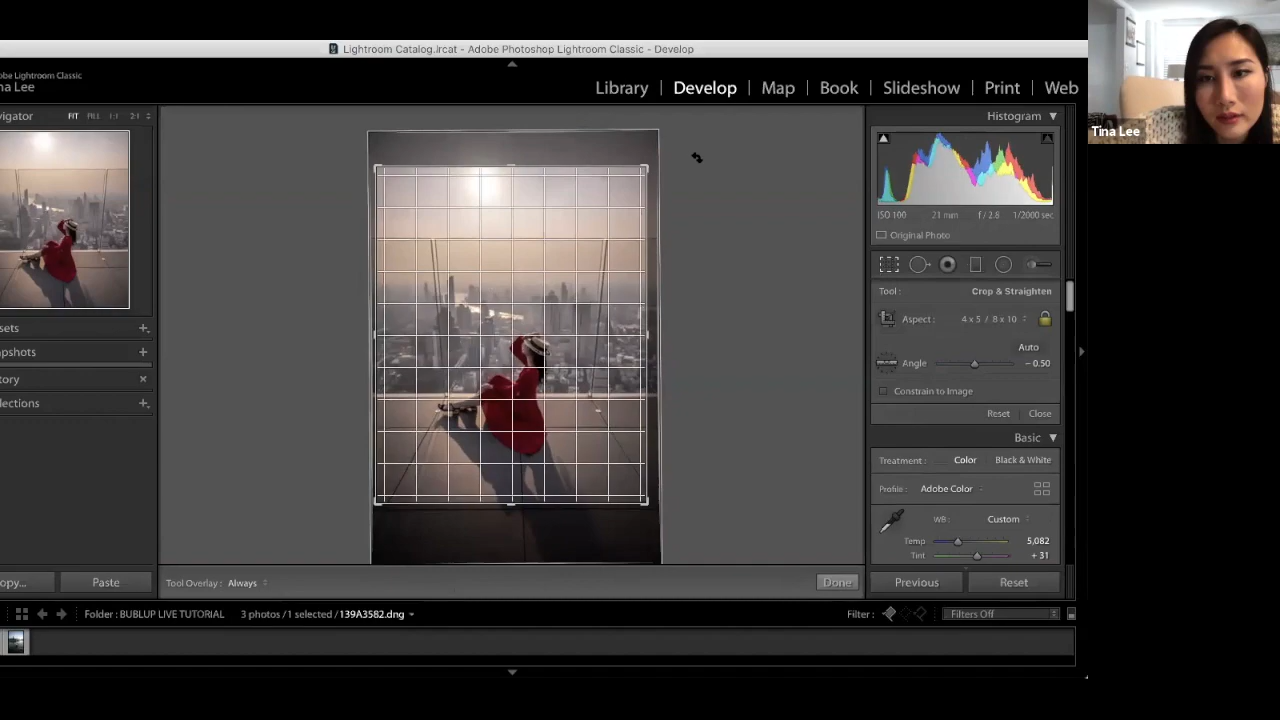 Lightroom Catalog.lrcat - Adobe Photoshop Lightroom Classic - Develop
Tina Lee
obe Lightroom Classic
na Lee
Library | Develop | Map | Book | Slideshow | Print | Web
vigator FIT FILL 1:1 2:1
Histogram
ISO 100 21 mm f / 2.8 1/2000 sec
Original Photo
Tool : Crop & Straighten
Aspect : 4 x 5 / 8 x 10
Auto
Angle − 0.50
Constrain to Image
Reset Close
Basic
Treatment : Color Black & White
Profile : Adobe Color
WB : Custom
Temp 5,082
Tint + 31
sets
apshots
tory
llections
opy... Paste
Tool Overlay : Always
Done
Previous Reset
Folder : BUBLUP LIVE TUTORIAL 3 photos / 1 selected / 139A3582.dng
Filter : Filters Off